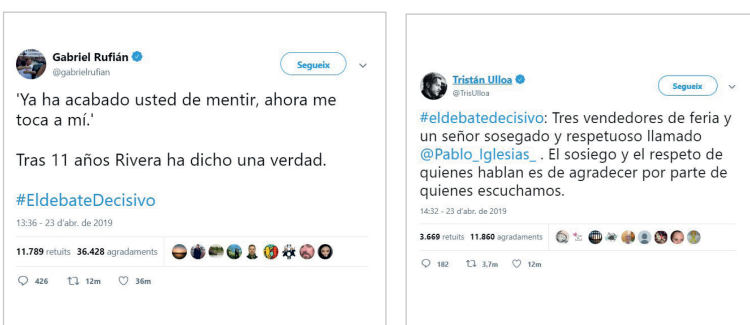 Gabriel Rufián
@gabrielrufian
Segueix
'Ya ha acabado usted de mentir, ahora me
toca a mí.'
Tras 11 años Rivera ha dicho una verdad.
#EldebateDecisivo
13:36 - 23 d'abr. de 2019
11.789 retuits 36.428 agradaments
426 12m 36m
Tristán Ulloa
@TrisUlloa
Segueix
#eldebatedecisivo: Tres vendedores de feria y
un señor sosegado y respetuoso llamado
@Pablo_Iglesias_ . El sosiego y el respeto de
quienes hablan es de agradecer por parte de
quienes escuchamos.
14:32 - 23 d'abr. de 2019
3.669 retuits 11.860 agradaments
182 3,7m 12m